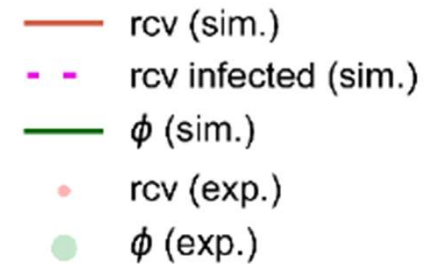 rcv (sim.)
rcv infected (sim.)
ϕ (sim.)
rcv (exp.)
ϕ (exp.)